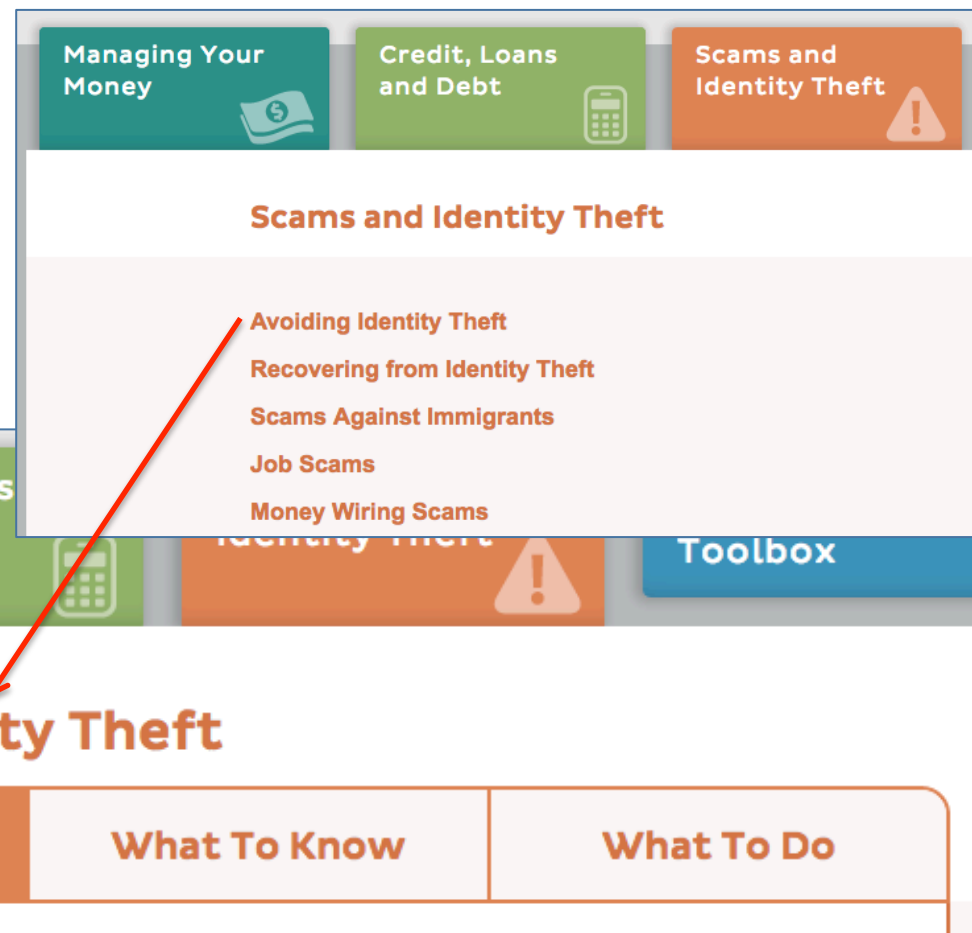 Managing Your
Money
Credit, Loans
and Debt
Scams and
Identity Theft
Scams and Identity Theft
Avoiding Identity Theft
Recovering from Identity Theft
Scams Against Immigrants
Job Scams
Money Wiring Scams
s
Identity Theft
Toolbox
ty Theft
What To Know
What To Do